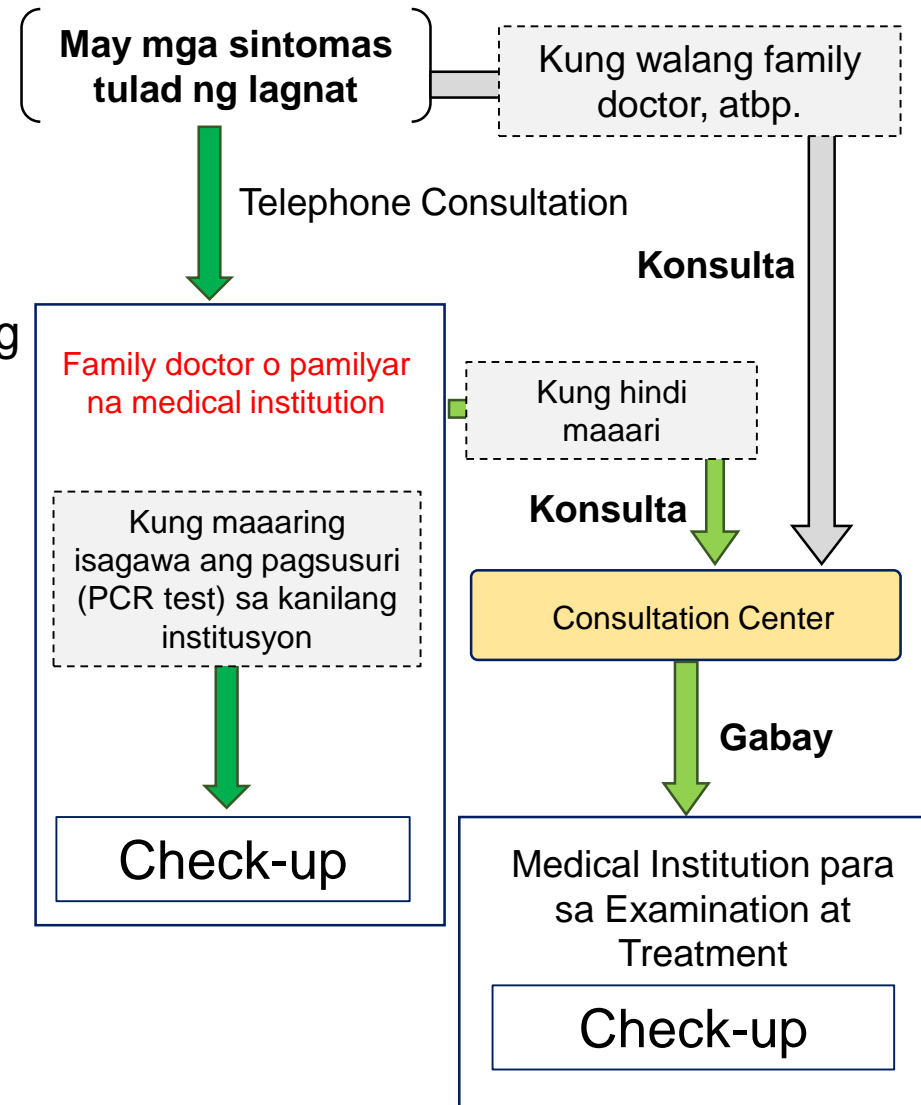 May mga sintomas
tulad ng lagnat
Kung walang family
doctor, atbp.
Telephone Consultation
Konsulta
g
Family doctor o pamilyar
na medical institution
Kung hindi
maaari
Konsulta
Kung maaaring
isagawa ang pagsusuri
(PCR test) sa kanilang
institusyon
Consultation Center
Gabay
Check-up
Medical Institution para
sa Examination at
Treatment
Check-up